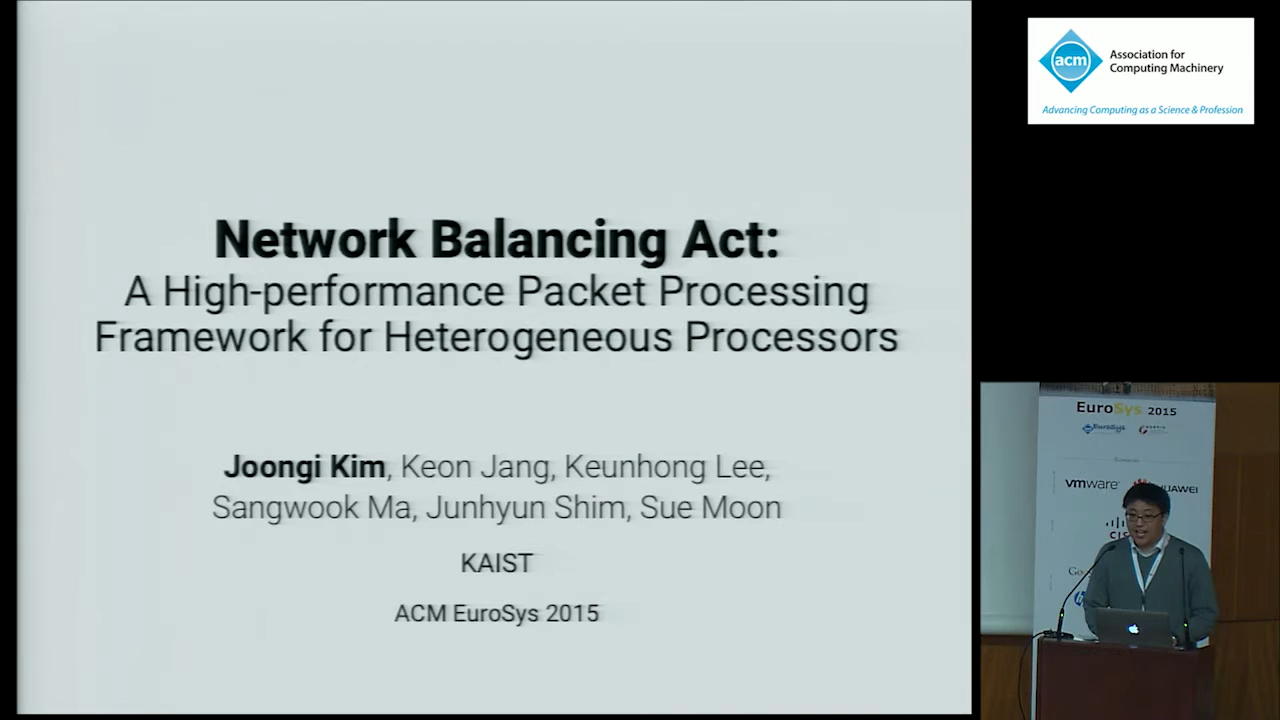 Network Balancing Act:
A High-performance Packet Processing
Framework for Heterogeneous Processors
Joongi Kim, Keon Jang, Keunhong Lee,
Sangwook Ma, Junhyun Shim, Sue Moon
KAIST
ACM EuroSys 2015
acm
Association for
Computing Machinery
Advancing Computing as a Science & Profession
EuroSys 2015
EuroSys
vmware
HUAWEI